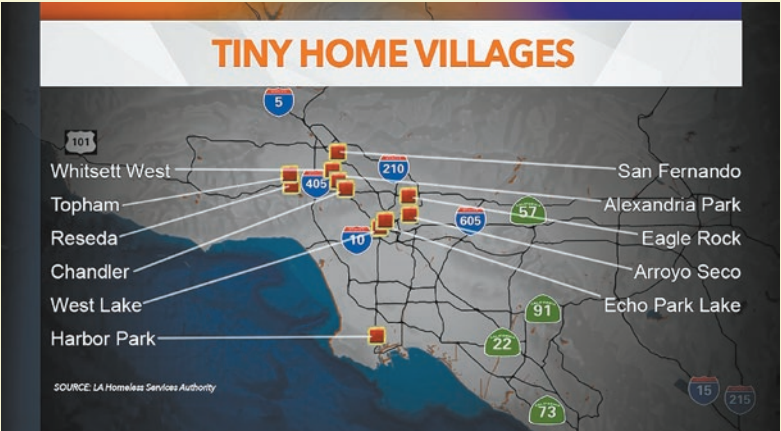 TINY HOME VILLAGES
5
101
210
405
Whitsett West
San Fernando
Topham
Alexandria Park
57
605
Reseda
10
Eagle Rock
Chandler
Arroyo Seco
West Lake
Echo Park Lake
91
Harbor Park
22
SOURCE: LA Homeless Services Authority
15
215
73